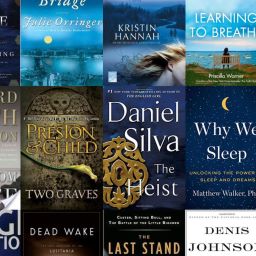 Bridge
Julie Orringer
KRISTIN
HANNAH
LEARNING
TO BREATHE
Priscilla Warner
PRESTON
& CHILD
TWO GRAVES
Daniel
Silva
The
Heist
Why We
Sleep
UNLOCKING THE POWER
SLEEP AND DREAMS
Matthew Walker, Ph
DEAD WAKE
LUSITANIA
CUSTER, SITTING BULL, AND
THE BATTLE OF THE LITTLE BIGHORN
THE
LAST STAND
DENIS
JOHNSON